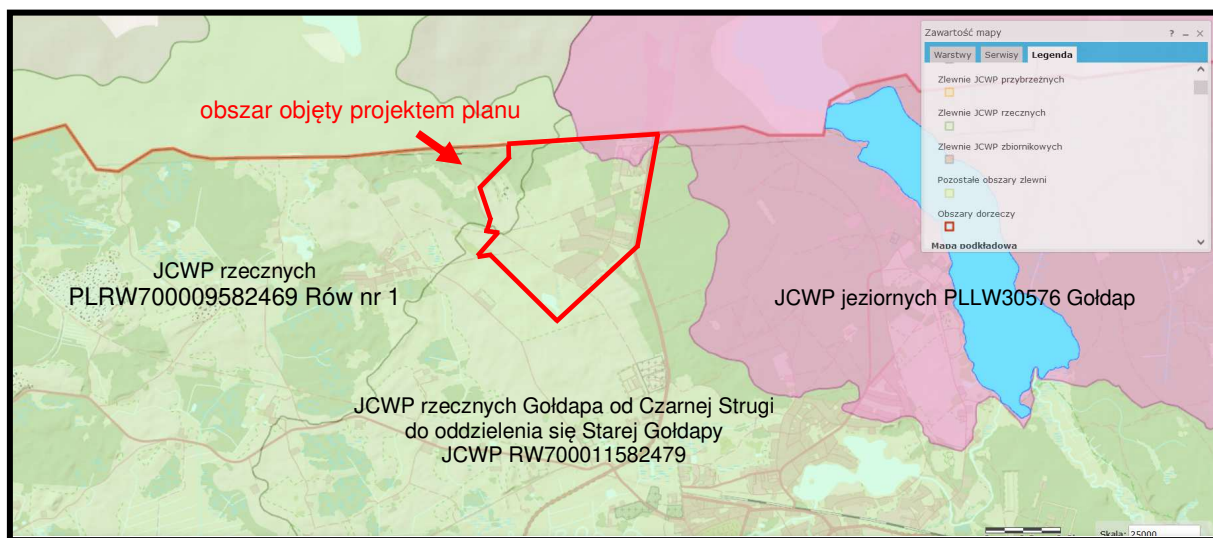 Zawartość mapy ? – ×
Warstwy Serwisy Legenda
Zlewnie JCWP przybrzeżnych
Zlewnie JCWP rzecznych
Zlewnie JCWP zbiornikowych
Pozostałe obszary zlewni
Obszary dorzeczy
Mapa podkładowa
obszar objęty projektem planu
JCWP rzecznych
PLRW700009582469 Rów nr 1
JCWP jeziornych PLLW30576 Gołdap
JCWP rzecznych Gołdapa od Czarnej Strugi
do oddzielenia się Starej Gołdapy
JCWP RW700011582479
Skala: 25000